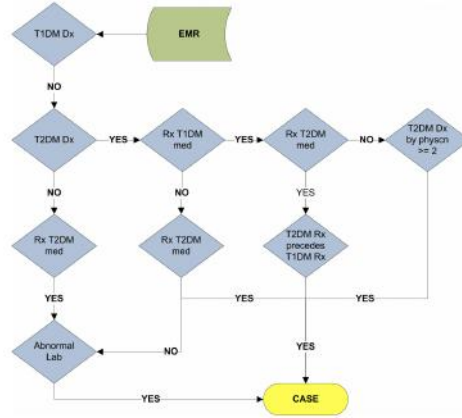 T1DM Dx
EMR
NO
T2DM Dx
YES
Rx T1DM
med
YES
Rx T2DM
med
NO
T2DM Dx
by physcn
>= 2
NO
NO
YES
Rx T2DM
med
Rx T2DM
med
T2DM Rx
precedes
T1DM Rx
YES
YES
YES
Abnormal
Lab
NO
YES
YES
CASE